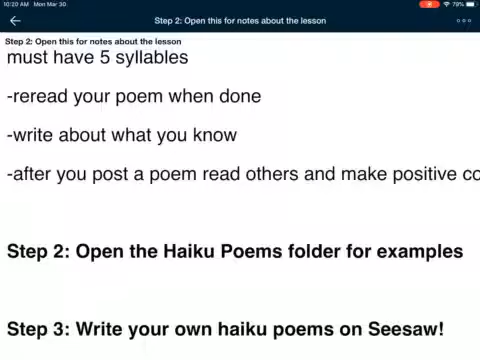 10:20 AM Mon Mar 30
79%
Step 2: Open this for notes about the lesson
Step 2: Open this for notes about the lesson
must have 5 syllables
-reread your poem when done
-write about what you know
-after you post a poem read others and make positive co
Step 2: Open the Haiku Poems folder for examples
Step 3: Write your own haiku poems on Seesaw!